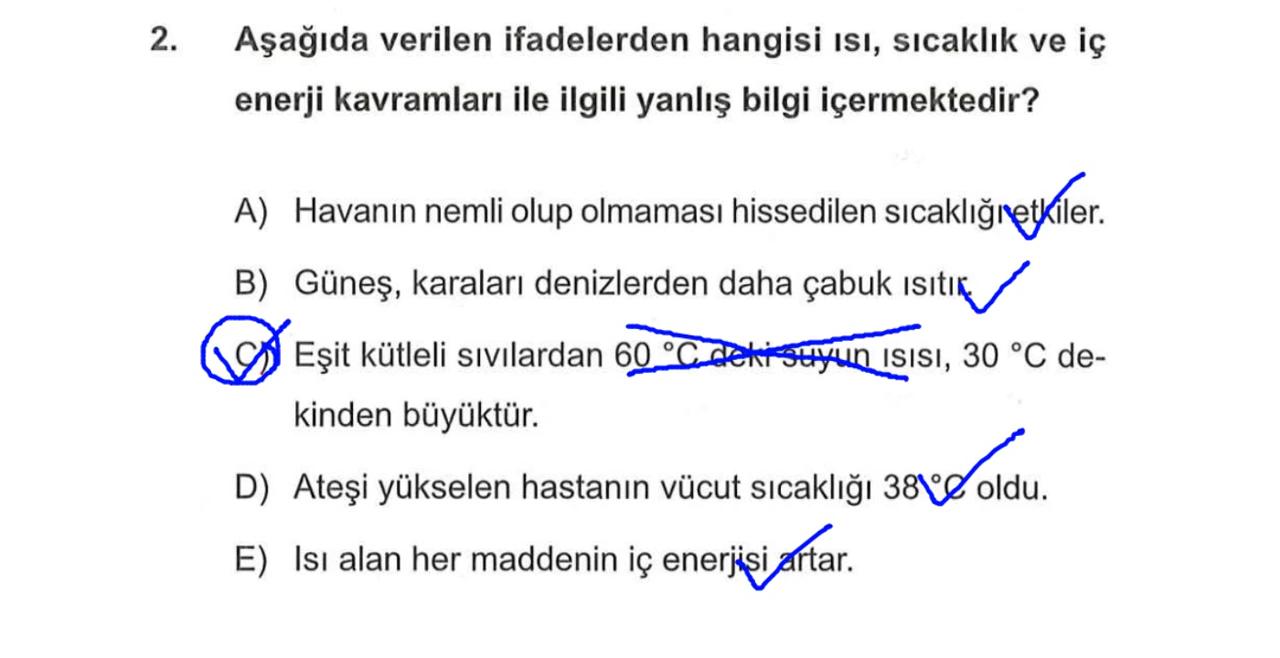 2. Aşağıda verilen ifadelerden hangisi ısı, sıcaklık ve iç
enerji kavramları ile ilgili yanlış bilgi içermektedir?
A) Havanın nemli olup olmaması hissedilen sıcaklığı etkiler.
B) Güneş, karaları denizlerden daha çabuk ısıtır.
C) Eşit kütleli sıvılardan 60 °C deki suyun ısısı, 30 °C de-
kinden büyüktür.
D) Ateşi yükselen hastanın vücut sıcaklığı 38 °C oldu.
E) Isı alan her maddenin iç enerjisi artar.